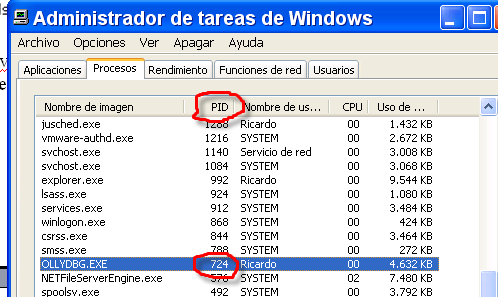 Administrador de tareas de Windows
Archivo Opciones Ver Apagar Ayuda
Aplicaciones Procesos Rendimiento Funciones de red Usuarios
Nombre de imagen PID Nombre de us... CPU Uso de ...
jusched.exe 1288 Ricardo 00 1.432 KB
vmware-authd.exe 1216 SYSTEM 00 2.672 KB
svchost.exe 1140 Servicio de red 00 3.008 KB
svchost.exe 1084 SYSTEM 00 3.068 KB
explorer.exe 992 Ricardo 00 9.544 KB
lsass.exe 924 SYSTEM 00 1.080 KB
services.exe 912 SYSTEM 00 3.484 KB
winlogon.exe 868 SYSTEM 00 424 KB
csrss.exe 844 SYSTEM 00 3.464 KB
smss.exe 788 SYSTEM 00 272 KB
OLLYDBG.EXE 724 Ricardo 00 4.632 KB
NETFileServerEngine.exe 576 SYSTEM 02 7.480 KB
spoolsv.exe 492 SYSTEM 00 3.792 KB